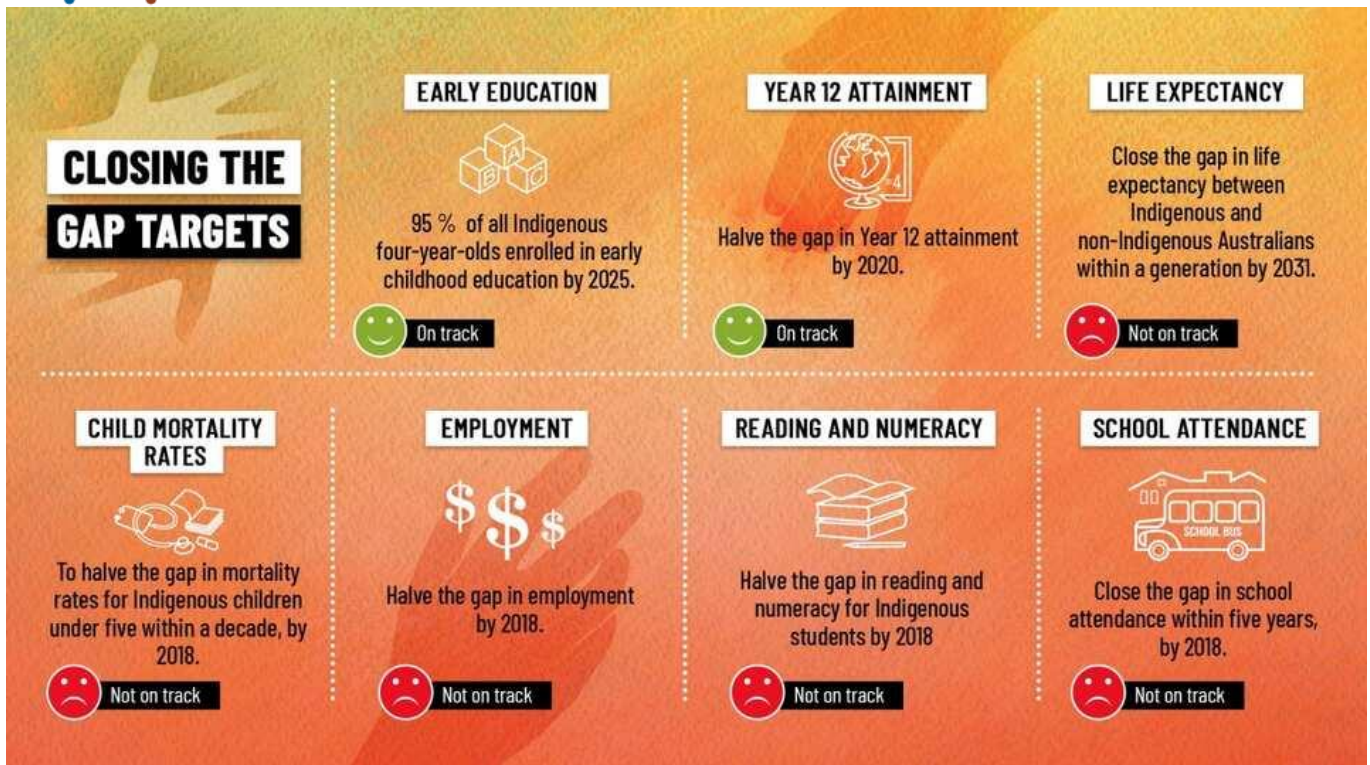 CLOSING THE
GAP TARGETS
EARLY EDUCATION
A
B C
95 % of all Indigenous
four-year-olds enrolled in early
childhood education by 2025.
On track
YEAR 12 ATTAINMENT
=4
Halve the gap in Year 12 attainment
by 2020.
On track
LIFE EXPECTANCY
Close the gap in life
expectancy between
Indigenous and
non-Indigenous Australians
within a generation by 2031.
Not on track
CHILD MORTALITY
RATES
To halve the gap in mortality
rates for Indigenous children
under five within a decade, by
2018.
Not on track
EMPLOYMENT
$ $ $
Halve the gap in employment
by 2018.
Not on track
READING AND NUMERACY
Halve the gap in reading and
numeracy for Indigenous
students by 2018
Not on track
SCHOOL ATTENDANCE
SCHOOL BUS
Close the gap in school
attendance within five years,
by 2018.
Not on track